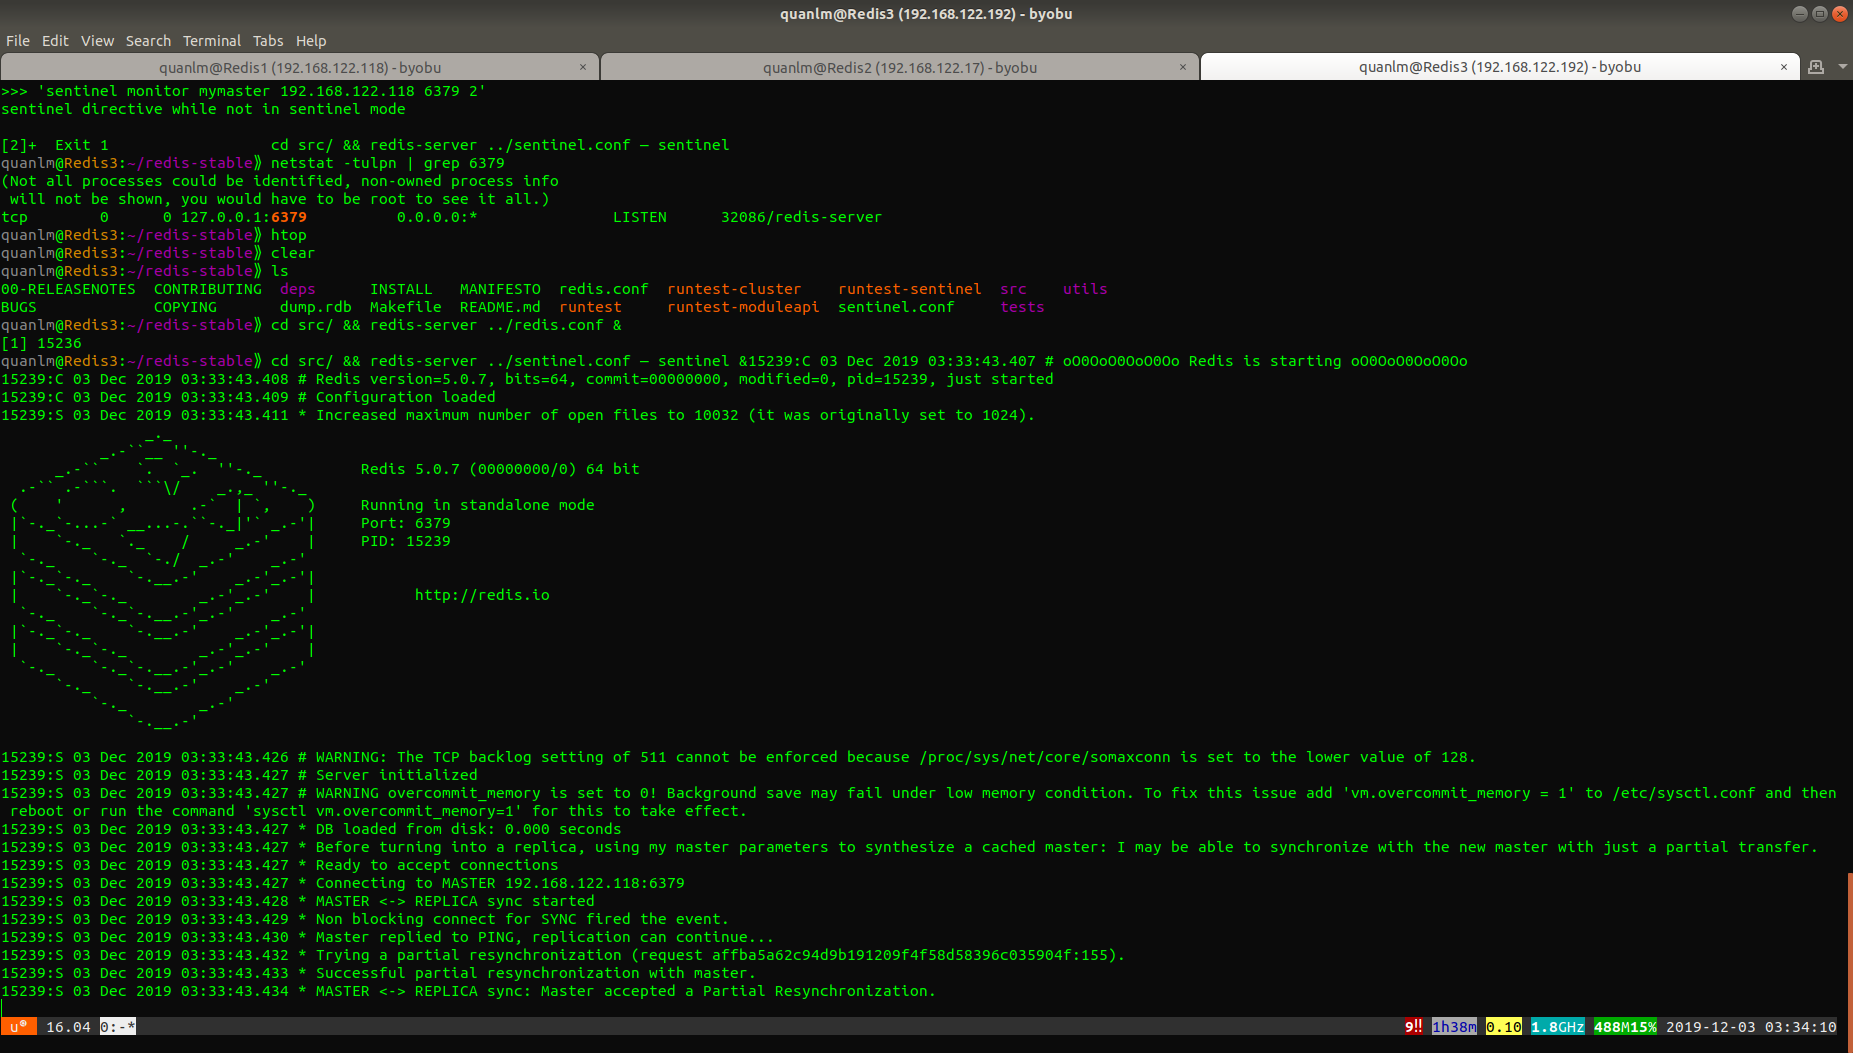 quanlm@Redis3 (192.168.122.192) - byobu
File Edit View Search Terminal Tabs Help
quanlm@Redis1 (192.168.122.118) - byobu × quanlm@Redis2 (192.168.122.17) - byobu × quanlm@Redis3 (192.168.122.192) - byobu ×
>>> 'sentinel monitor mymaster 192.168.122.118 6379 2'
sentinel directive while not in sentinel mode
[2]+  Exit 1                  cd src/ && redis-server ../sentinel.conf — sentinel
quanlm@Redis3:~/redis-stable⟫ netstat -tulpn | grep 6379
(Not all processes could be identified, non-owned process info
 will not be shown, you would have to be root to see it all.)
tcp        0      0 127.0.0.1:6379          0.0.0.0:*               LISTEN      32086/redis-server
quanlm@Redis3:~/redis-stable⟫ htop
quanlm@Redis3:~/redis-stable⟫ clear
quanlm@Redis3:~/redis-stable⟫ ls
00-RELEASENOTES  CONTRIBUTING  deps      INSTALL   MANIFESTO  redis.conf  runtest-cluster    runtest-sentinel  src    utils
BUGS             COPYING       dump.rdb  Makefile  README.md  runtest     runtest-moduleapi  sentinel.conf     tests
quanlm@Redis3:~/redis-stable⟫ cd src/ && redis-server ../redis.conf &
[1] 15236
quanlm@Redis3:~/redis-stable⟫ cd src/ && redis-server ../sentinel.conf — sentinel &15239:C 03 Dec 2019 03:33:43.407 # oO0OoO0OoO0Oo Redis is starting oO0OoO0OoO0Oo
15239:C 03 Dec 2019 03:33:43.408 # Redis version=5.0.7, bits=64, commit=00000000, modified=0, pid=15239, just started
15239:C 03 Dec 2019 03:33:43.409 # Configuration loaded
15239:S 03 Dec 2019 03:33:43.411 * Increased maximum number of open files to 10032 (it was originally set to 1024).
Redis 5.0.7 (00000000/0) 64 bit
Running in standalone mode
Port: 6379
PID: 15239
http://redis.io
15239:S 03 Dec 2019 03:33:43.426 # WARNING: The TCP backlog setting of 511 cannot be enforced because /proc/sys/net/core/somaxconn is set to the lower value of 128.
15239:S 03 Dec 2019 03:33:43.427 # Server initialized
15239:S 03 Dec 2019 03:33:43.427 # WARNING overcommit_memory is set to 0! Background save may fail under low memory condition. To fix this issue add 'vm.overcommit_memory = 1' to /etc/sysctl.conf and then
 reboot or run the command 'sysctl vm.overcommit_memory=1' for this to take effect.
15239:S 03 Dec 2019 03:33:43.427 * DB loaded from disk: 0.000 seconds
15239:S 03 Dec 2019 03:33:43.427 * Before turning into a replica, using my master parameters to synthesize a cached master: I may be able to synchronize with the new master with just a partial transfer.
15239:S 03 Dec 2019 03:33:43.427 * Ready to accept connections
15239:S 03 Dec 2019 03:33:43.427 * Connecting to MASTER 192.168.122.118:6379
15239:S 03 Dec 2019 03:33:43.428 * MASTER <-> REPLICA sync started
15239:S 03 Dec 2019 03:33:43.429 * Non blocking connect for SYNC fired the event.
15239:S 03 Dec 2019 03:33:43.430 * Master replied to PING, replication can continue...
15239:S 03 Dec 2019 03:33:43.432 * Trying a partial resynchronization (request affba5a62c94d9b191209f4f58d58396c035904f:155).
15239:S 03 Dec 2019 03:33:43.433 * Successful partial resynchronization with master.
15239:S 03 Dec 2019 03:33:43.434 * MASTER <-> REPLICA sync: Master accepted a Partial Resynchronization.
u® 16.04 0:-* 9!! 1h38m 0.10 1.8GHz 488M15% 2019-12-03 03:34:10